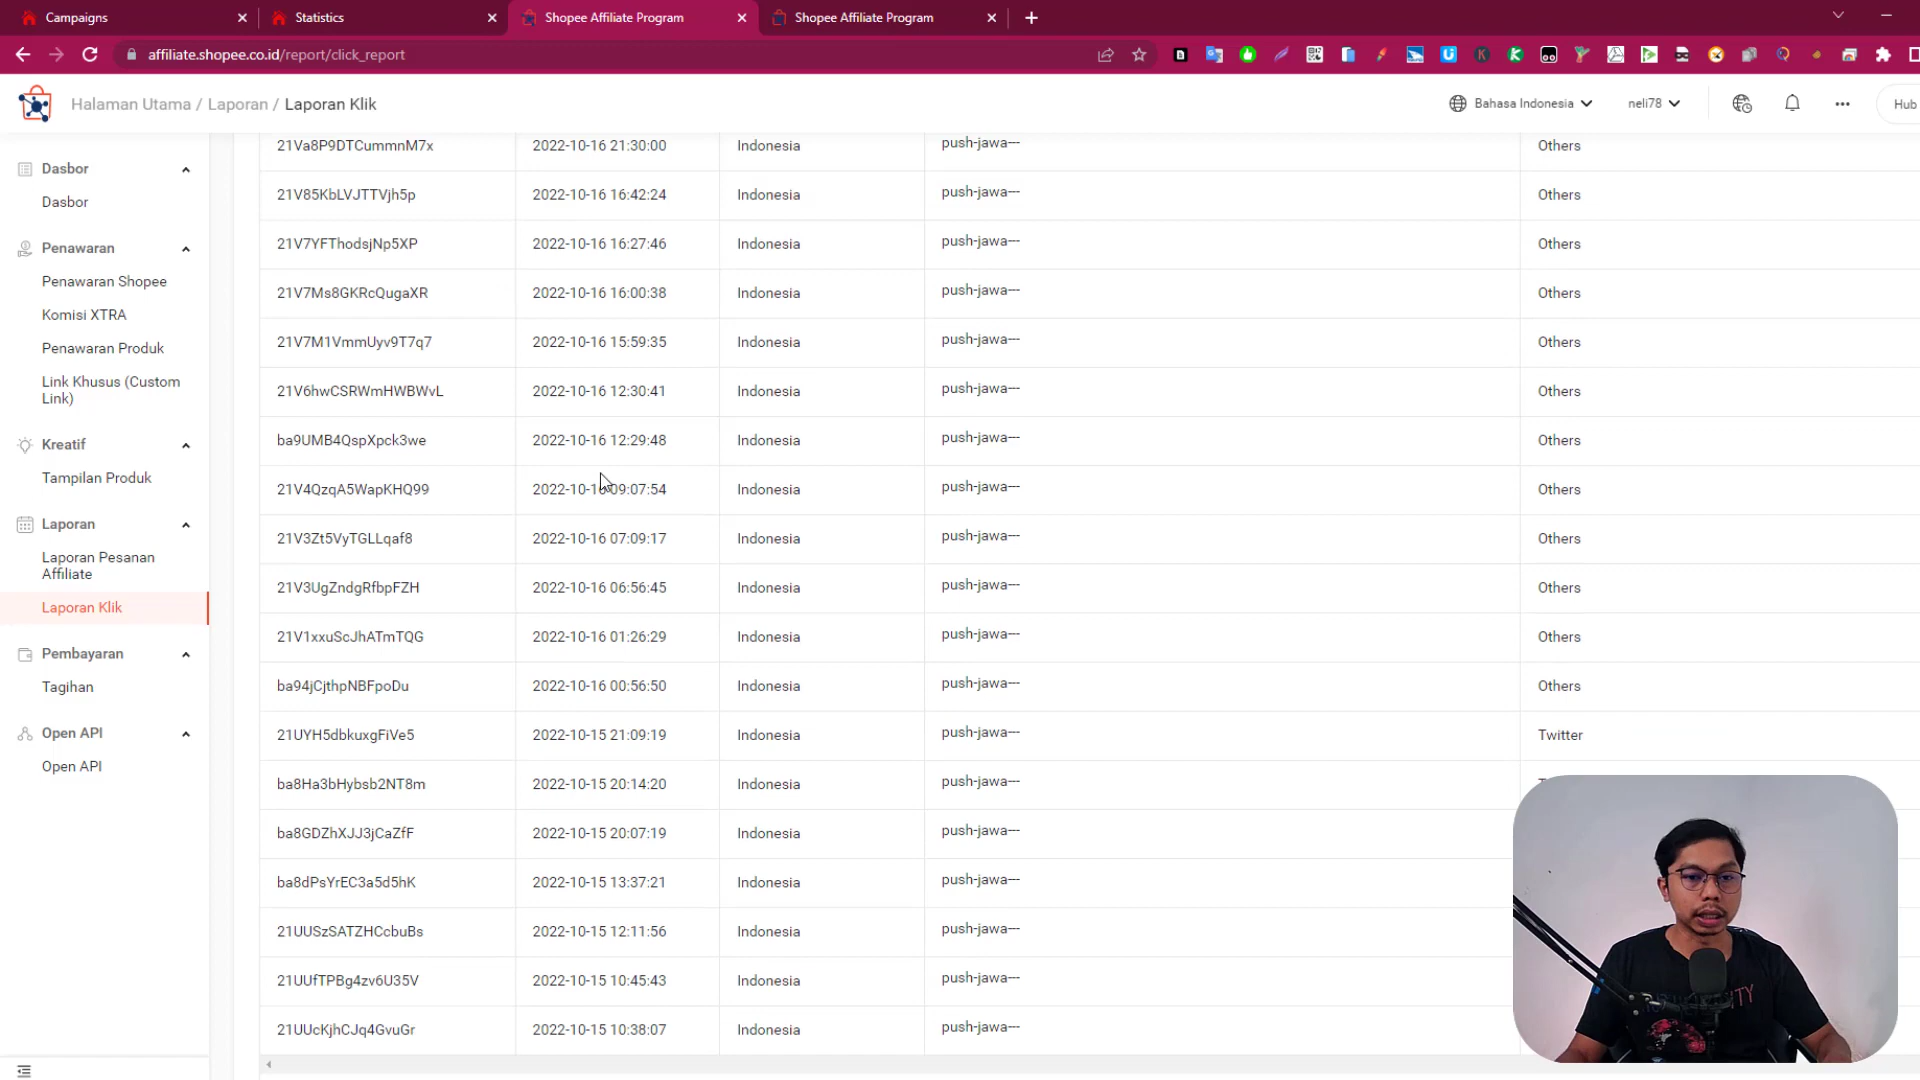 Campaigns
Statistics
Shopee Affiliate Program
Shopee Affiliate Program
affiliate.shopee.co.id/report/click_report
Halaman Utama / Laporan / Laporan Klik
Bahasa Indonesia
neli78
Hub
Dasbor
Dasbor
Penawaran
Penawaran Shopee
Komisi XTRA
Penawaran Produk
Link Khusus (Custom
Link)
Kreatif
Tampilan Produk
Laporan
Laporan Pesanan
Affiliate
Laporan Klik
Pembayaran
Tagihan
Open API
Open API
21Va8P9DTCummnM7x 2022-10-16 21:30:00 Indonesia push-jawa--- Others
21V85KbLVJTTVjh5p 2022-10-16 16:42:24 Indonesia push-jawa--- Others
21V7YFThodsjNp5XP 2022-10-16 16:27:46 Indonesia push-jawa--- Others
21V7Ms8GKRcQugaXR 2022-10-16 16:00:38 Indonesia push-jawa--- Others
21V7M1VmmUyv9T7q7 2022-10-16 15:59:35 Indonesia push-jawa--- Others
21V6hwCSRWmHWBWvL 2022-10-16 12:30:41 Indonesia push-jawa--- Others
ba9UMB4QspXpck3we 2022-10-16 12:29:48 Indonesia push-jawa--- Others
21V4QzqA5WapKHQ99 2022-10-16 09:07:54 Indonesia push-jawa--- Others
21V3Zt5VyTGLLqaf8 2022-10-16 07:09:17 Indonesia push-jawa--- Others
21V3UgZndgRfbpFZH 2022-10-16 06:56:45 Indonesia push-jawa--- Others
21V1xxuScJhATmTQG 2022-10-16 01:26:29 Indonesia push-jawa--- Others
ba94jCjthpNBFpoDu 2022-10-16 00:56:50 Indonesia push-jawa--- Others
21UYH5dbkuxgFiVe5 2022-10-15 21:09:19 Indonesia push-jawa--- Twitter
ba8Ha3bHybsb2NT8m 2022-10-15 20:14:20 Indonesia push-jawa---
ba8GDZhXJJ3jCaZfF 2022-10-15 20:07:19 Indonesia push-jawa---
ba8dPsYrEC3a5d5hK 2022-10-15 13:37:21 Indonesia push-jawa---
21UUSzSATZHCcbuBs 2022-10-15 12:11:56 Indonesia push-jawa---
21UUfTPBg4zv6U35V 2022-10-15 10:45:43 Indonesia push-jawa---
21UUcKjhCJq4GvuGr 2022-10-15 10:38:07 Indonesia push-jawa---